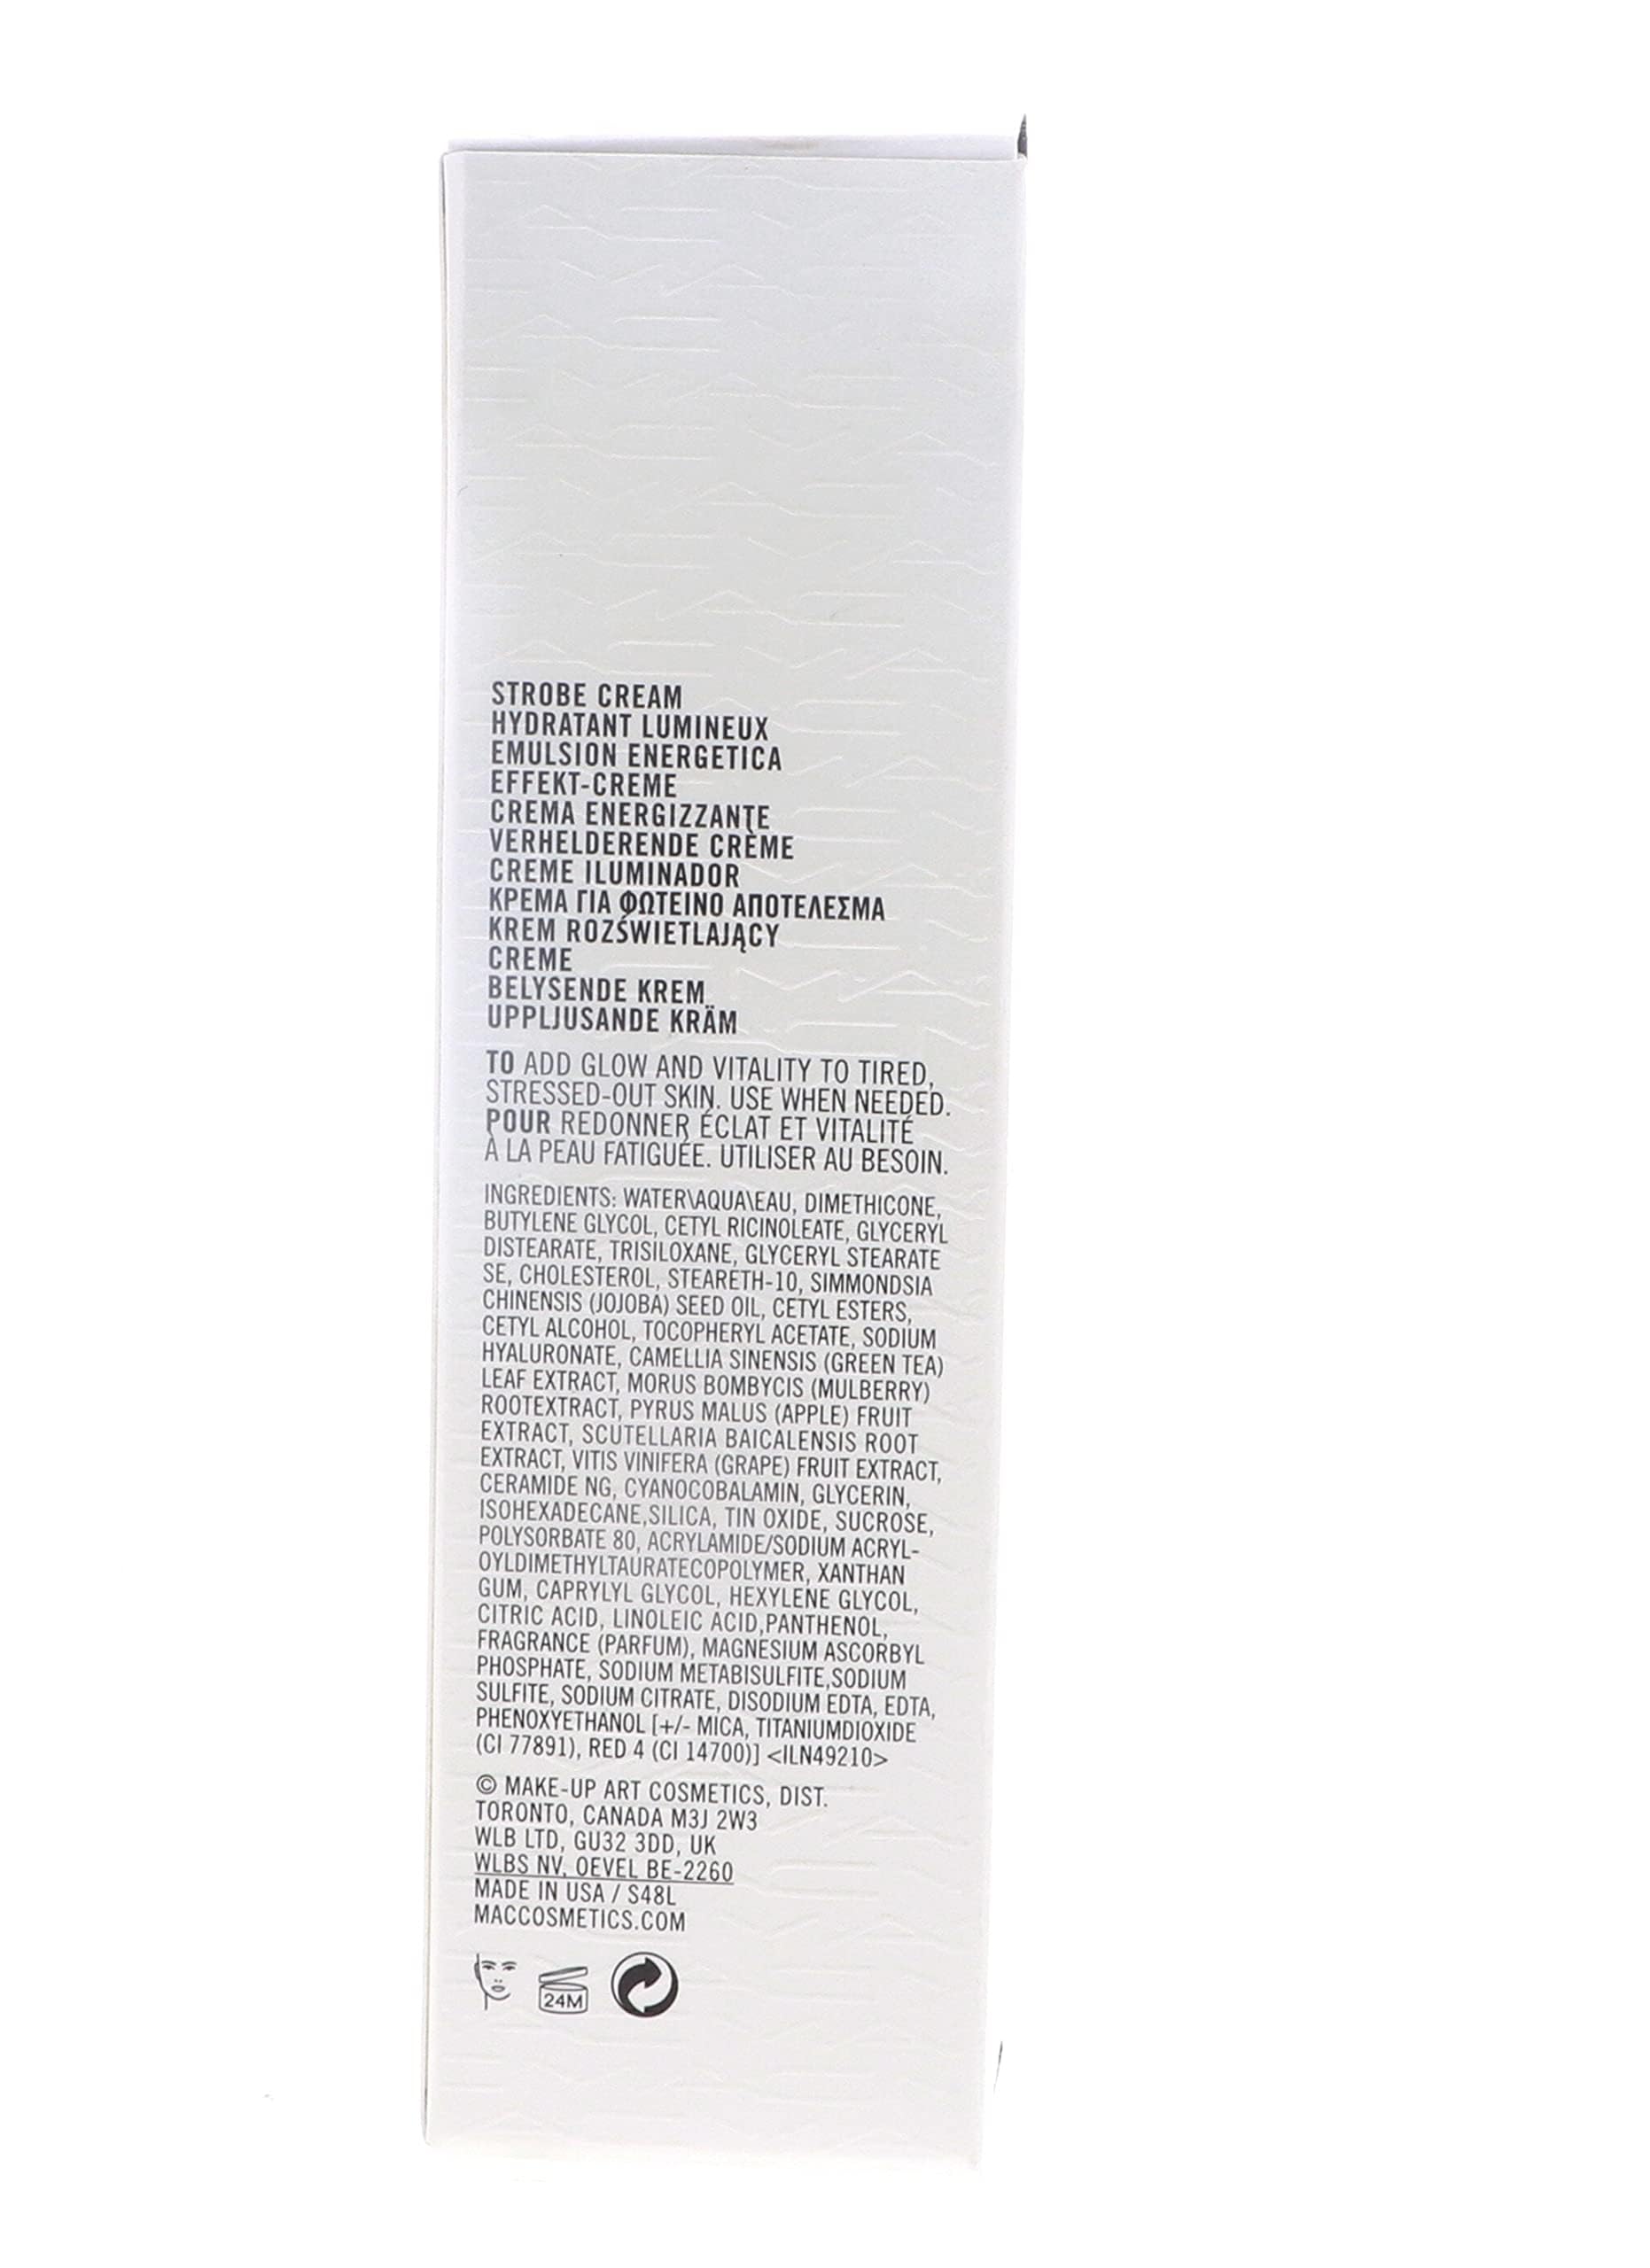 STROBE CREAM
HYDRATANT LUMINEUX
EMULSION ENERGETICA
EFFEKT-CREME
CREMA ENERGIZZANTE
VERHELDERENDE CRÈME
CREME ILUMINADOR
ΚΡΕΜΑ ΓΙΑ ΦΩΤΕΙΝΟ ΑΠΟΤΕΛΕΣΜΑ
KREM ROZŚWIETLAJĄCY
CREME
BELYSENDE KREM
UPPLJUSANDE KRÄM
TO ADD GLOW AND VITALITY TO TIRED,
STRESSED-OUT SKIN. USE WHEN NEEDED.
POUR REDONNER ÉCLAT ET VITALITÉ
À LA PEAU FATIGUÉE. UTILISER AU BESOIN.
INGREDIENTS: WATER\AQUA\EAU, DIMETHICONE,
BUTYLENE GLYCOL, CETYL RICINOLEATE, GLYCERYL
DISTEARATE, TRISILOXANE, GLYCERYL STEARATE
SE, CHOLESTEROL, STEARETH-10, SIMMONDSIA
CHINENSIS (JOJOBA) SEED OIL, CETYL ESTERS,
CETYL ALCOHOL, TOCOPHERYL ACETATE, SODIUM
HYALURONATE, CAMELLIA SINENSIS (GREEN TEA)
LEAF EXTRACT, MORUS BOMBYCIS (MULBERRY)
ROOTEXTRACT, PYRUS MALUS (APPLE) FRUIT
EXTRACT, SCUTELLARIA BAICALENSIS ROOT
EXTRACT, VITIS VINIFERA (GRAPE) FRUIT EXTRACT,
CERAMIDE NG, CYANOCOBALAMIN, GLYCERIN,
ISOHEXADECANE,SILICA, TIN OXIDE, SUCROSE,
POLYSORBATE 80, ACRYLAMIDE/SODIUM ACRYL-
OYLDIMETHYLTAURATECOPOLYMER, XANTHAN
GUM, CAPRYLYL GLYCOL, HEXYLENE GLYCOL,
CITRIC ACID, LINOLEIC ACID,PANTHENOL,
FRAGRANCE (PARFUM), MAGNESIUM ASCORBYL
PHOSPHATE, SODIUM METABISULFITE,SODIUM
SULFITE, SODIUM CITRATE, DISODIUM EDTA, EDTA,
PHENOXYETHANOL [+/- MICA, TITANIUMDIOXIDE
(CI 77891), RED 4 (CI 14700)] <ILN49210>
© MAKE-UP ART COSMETICS, DIST.
TORONTO, CANADA M3J 2W3
WLB LTD, GU32 3DD, UK
WLBS NV, OEVEL BE-2260
MADE IN USA / S48L
MACCOSMETICS.COM
24M